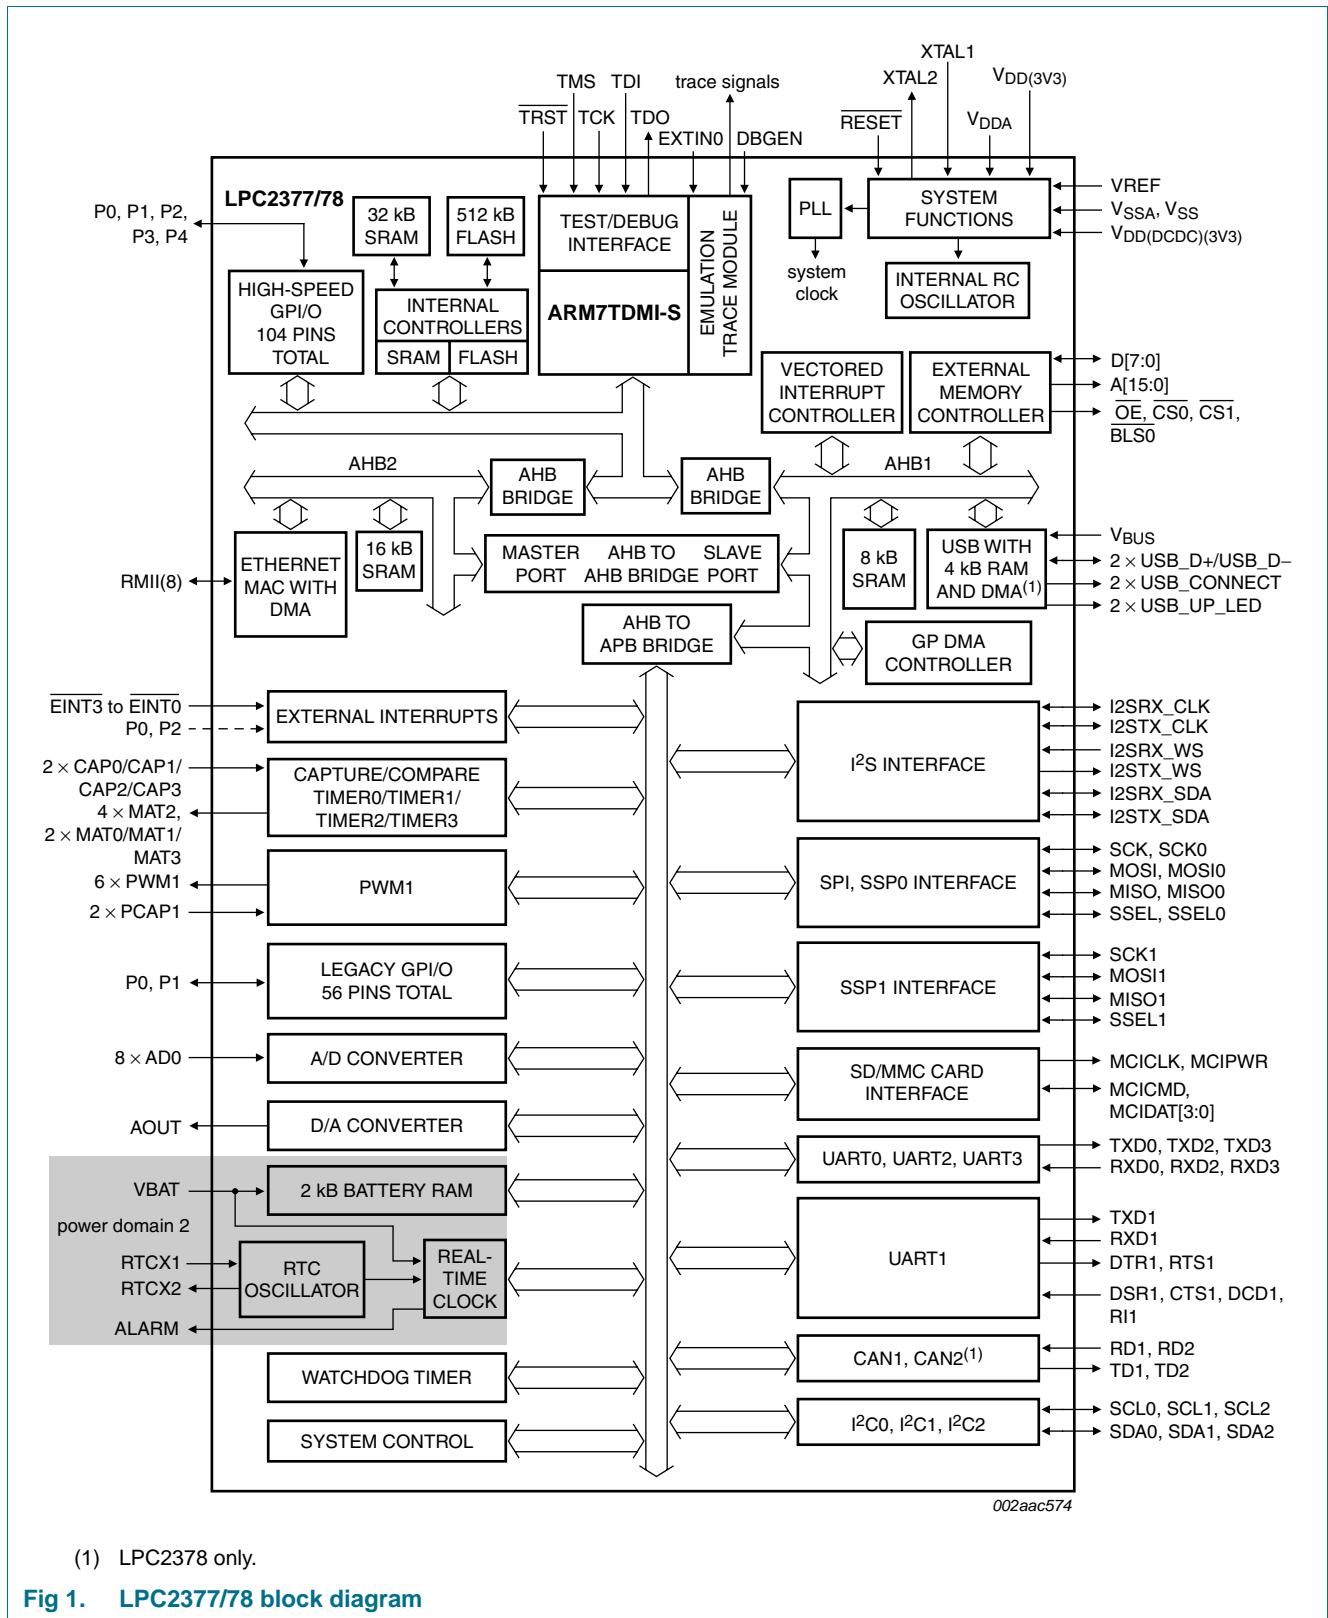 XTAL1
XTAL2
VDD(3V3)
TMS TDI
trace signals
TRST TCK TDO
EXTIN0 DBGEN
RESET
VDDA
LPC2377/78
P0, P1, P2,
P3, P4
32 kB
SRAM
512 kB
FLASH
TEST/DEBUG
INTERFACE
EMULATION
TRACE MODULE
PLL
SYSTEM
FUNCTIONS
VREF
VSSA, VSS
VDD(DCDC)(3V3)
system
clock
HIGH-SPEED
GPI/O
104 PINS
TOTAL
INTERNAL
CONTROLLERS
SRAM FLASH
ARM7TDMI-S
INTERNAL RC
OSCILLATOR
VECTORED
INTERRUPT
CONTROLLER
EXTERNAL
MEMORY
CONTROLLER
D[7:0]
A[15:0]
OE, CS0, CS1,
BLS0
AHB2
AHB
BRIDGE
AHB
BRIDGE
AHB1
ETHERNET
MAC WITH
DMA
16 kB
SRAM
MASTER
PORT
AHB TO
AHB BRIDGE
SLAVE
PORT
8 kB
SRAM
USB WITH
4 kB RAM
AND DMA(1)
VBUS
2 × USB_D+/USB_D−
2 × USB_CONNECT
2 × USB_UP_LED
RMII(8)
AHB TO
APB BRIDGE
GP DMA
CONTROLLER
EINT3 to EINT0
P0, P2
EXTERNAL INTERRUPTS
I2S INTERFACE
I2SRX_CLK
I2STX_CLK
I2SRX_WS
I2STX_WS
I2SRX_SDA
I2STX_SDA
2 × CAP0/CAP1/
CAP2/CAP3
4 × MAT2,
2 × MAT0/MAT1/
MAT3
CAPTURE/COMPARE
TIMER0/TIMER1/
TIMER2/TIMER3
6 × PWM1
2 × PCAP1
PWM1
SPI, SSP0 INTERFACE
SCK, SCK0
MOSI, MOSI0
MISO, MISO0
SSEL, SSEL0
P0, P1
LEGACY GPI/O
56 PINS TOTAL
SSP1 INTERFACE
SCK1
MOSI1
MISO1
SSEL1
8 × AD0
A/D CONVERTER
SD/MMC CARD
INTERFACE
MCICLK, MCIPWR
MCICMD,
MCIDAT[3:0]
AOUT
D/A CONVERTER
UART0, UART2, UART3
TXD0, TXD2, TXD3
RXD0, RXD2, RXD3
VBAT
2 kB BATTERY RAM
power domain 2
RTCX1
RTCX2
RTC
OSCILLATOR
REAL-
TIME
CLOCK
ALARM
UART1
TXD1
RXD1
DTR1, RTS1
DSR1, CTS1, DCD1,
RI1
WATCHDOG TIMER
CAN1, CAN2(1)
RD1, RD2
TD1, TD2
SYSTEM CONTROL
I2C0, I2C1, I2C2
SCL0, SCL1, SCL2
SDA0, SDA1, SDA2
002aac574
(1) LPC2378 only.
Fig 1. LPC2377/78 block diagram